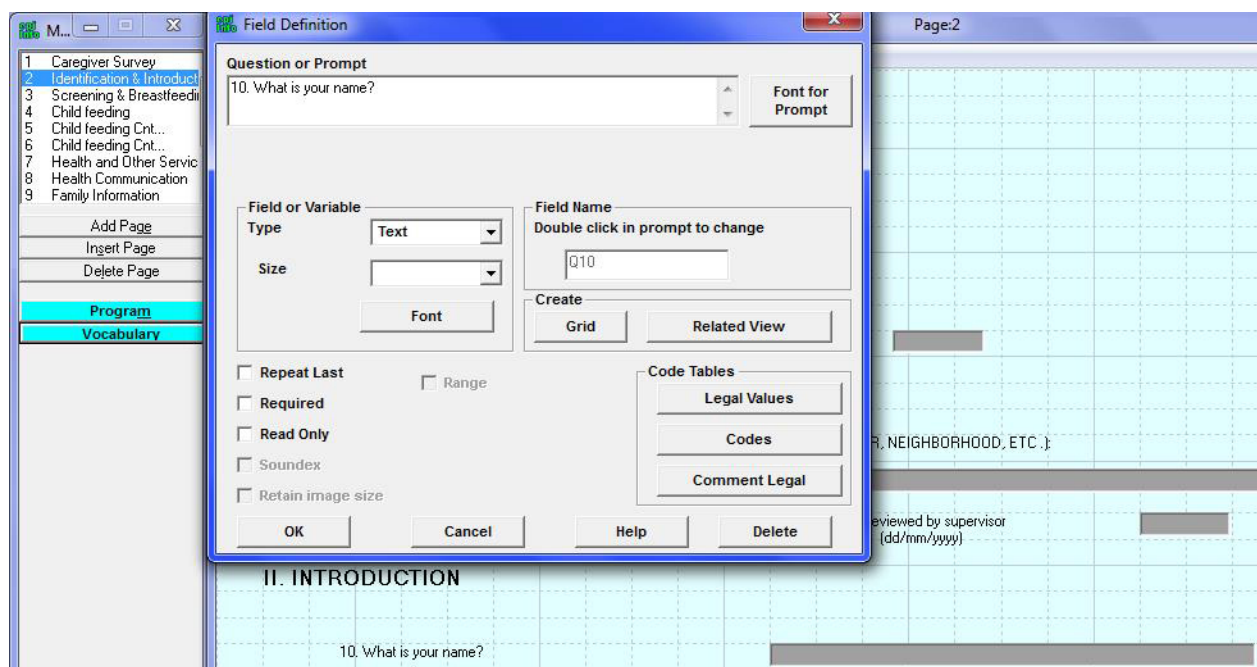 M...
1 Caregiver Survey
2 Identification & Introduct
3 Screening & Breastfeedi
4 Child feeding
5 Child feeding Cnt...
6 Child feeding Cnt...
7 Health and Other Servic
8 Health Communication
9 Family Information
Add Page
Insert Page
Delete Page
Program
Vocabulary
Field Definition
Question or Prompt
10. What is your name?
Font for
Prompt
Field or Variable
Type
Text
Size
Font
Field Name
Double click in prompt to change
Q10
Create
Grid
Related View
Repeat Last
Range
Required
Read Only
Soundex
Retain image size
Code Tables
Legal Values
Codes
Comment Legal
OK
Cancel
Help
Delete
Page:2
R, NEIGHBORHOOD, ETC .):
eviewed by supervisor
(dd/mm/yyyy)
II. INTRODUCTION
10. What is your name?